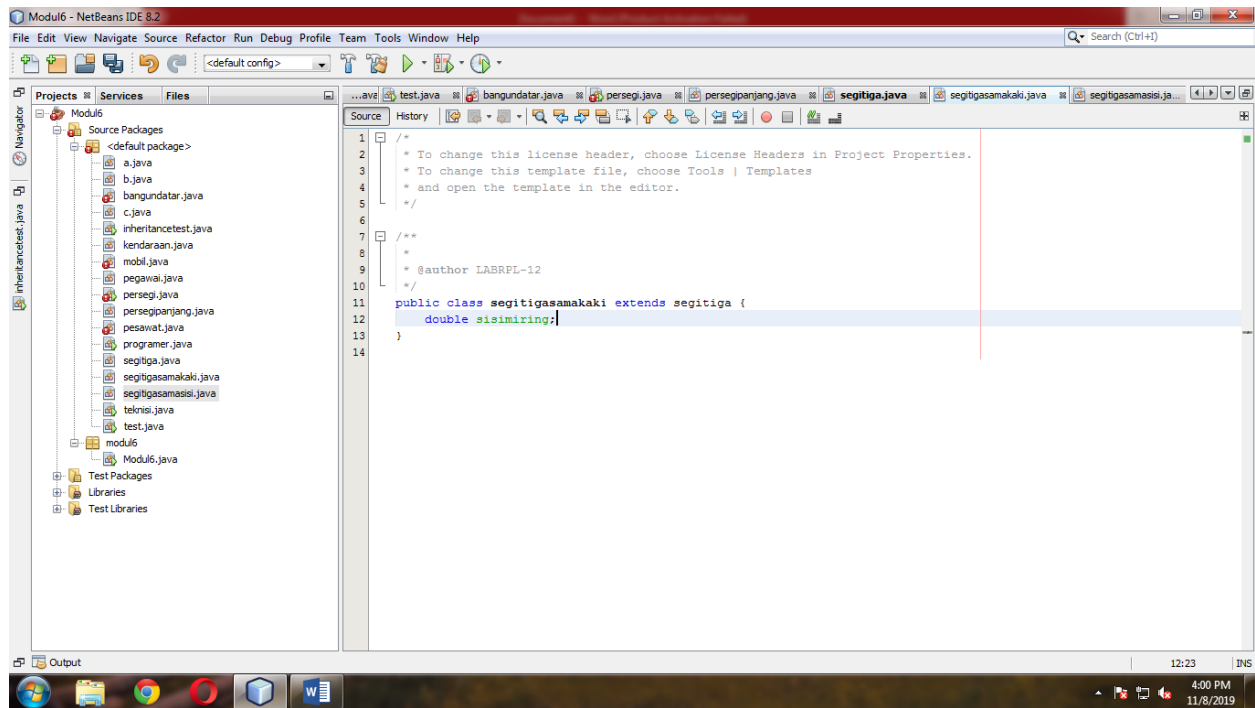 Modul6 - NetBeans IDE 8.2
File Edit View Navigate Source Refactor Run Debug Profile Team Tools Window Help
Search (Ctrl+I)
<default config>
Projects Services Files
...ava test.java bangundatar.java persegi.java persegipanjang.java segitiga.java segitigasamakaki.java segitigasamasisi.ja...
Source History
Navigator
inheritancetest.java
Modul6
Source Packages
<default package>
a.java
b.java
bangundatar.java
c.java
inheritancetest.java
kendaraan.java
mobil.java
pegawai.java
persegi.java
persegipanjang.java
pesawat.java
programer.java
segitiga.java
segitigasamakaki.java
segitigasamasisi.java
teknisi.java
test.java
modul6
Modul6.java
Test Packages
Libraries
Test Libraries
1 /*
2 * To change this license header, choose License Headers in Project Properties.
3 * To change this template file, choose Tools | Templates
4 * and open the template in the editor.
5 */
6
7 /**
8 *
9 * @author LABRPL-12
10 */
11 public class segitigasamakaki extends segitiga {
12 double sisimiring;
13 }
14
Output
12:23 INS
4:00 PM
11/8/2019